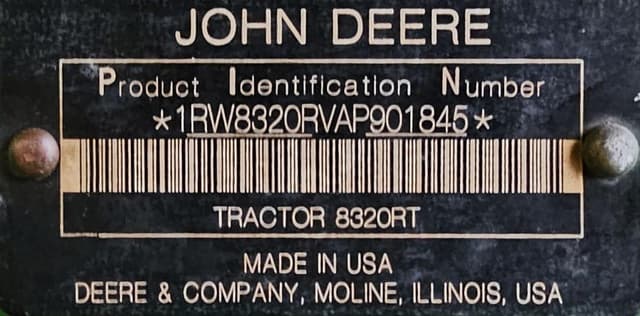 JOHN DEERE
Product Identification Number
*1RW8320RVAP901845*
TRACTOR 8320RT
MADE IN USA
DEERE & COMPANY, MOLINE, ILLINOIS, USA